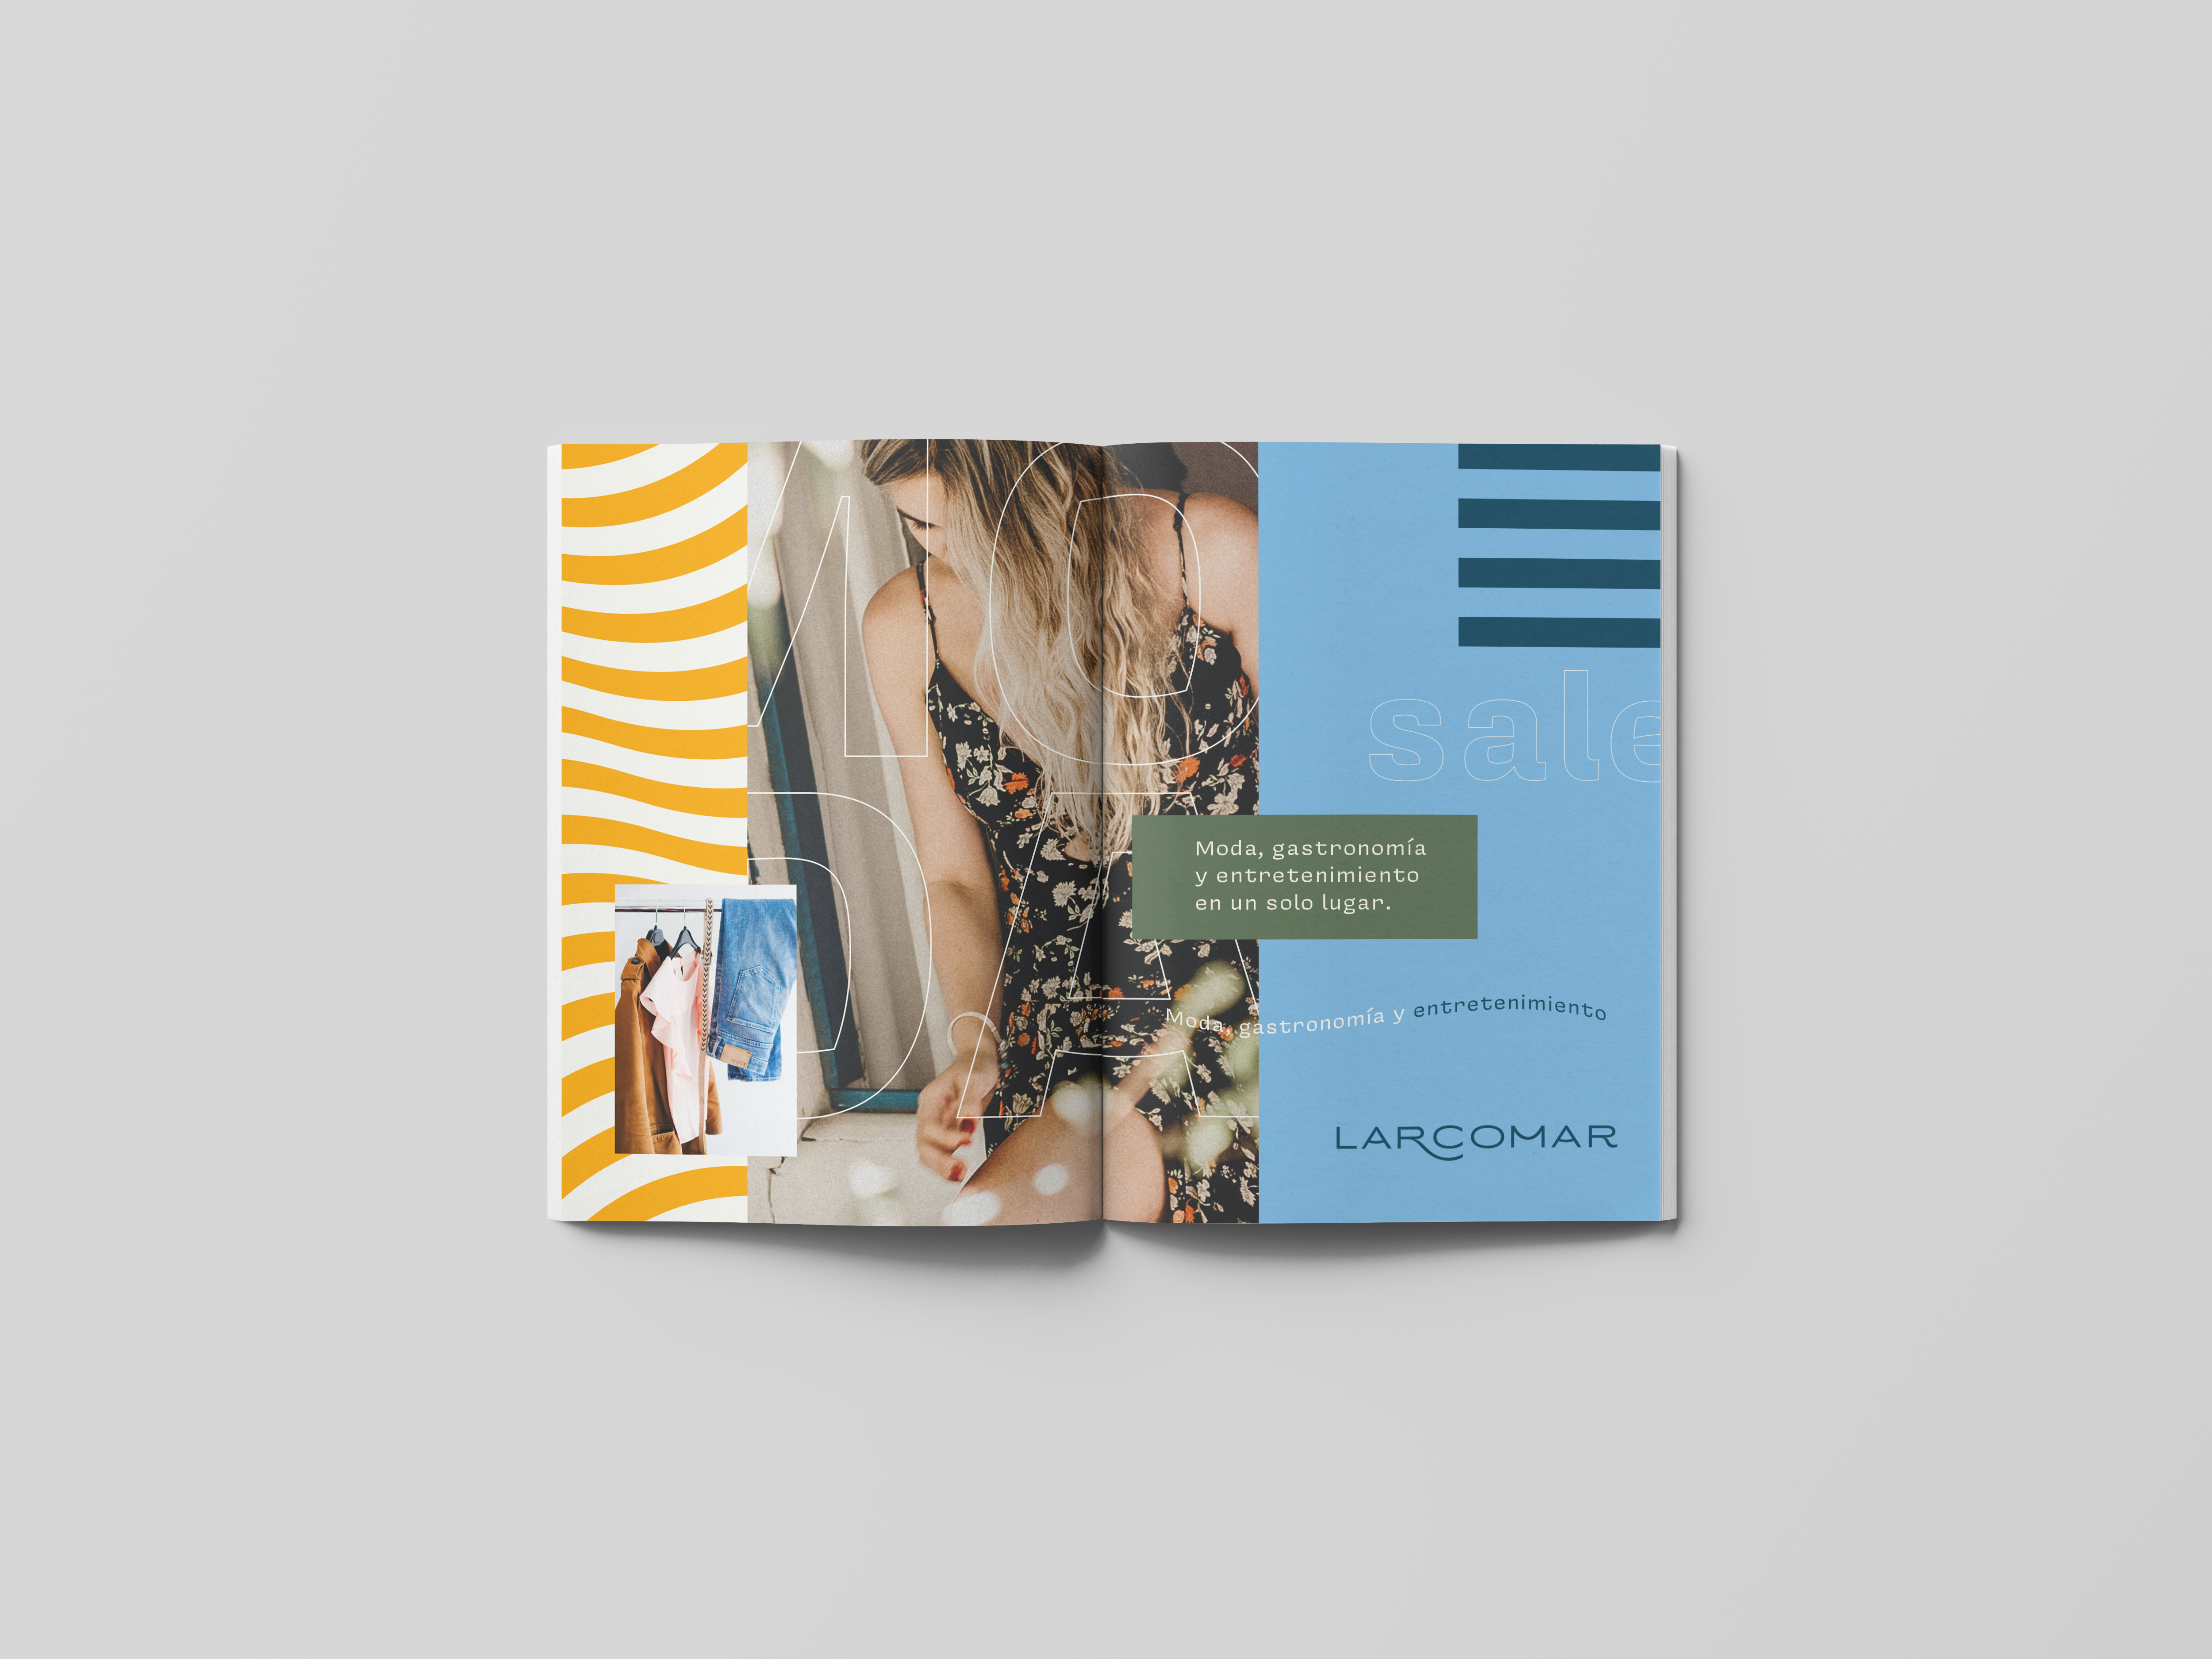 MO
DA
sale
Moda, gastronomía
y entretenimiento
en un solo lugar.
Moda, gastronomía y entretenimiento
LARCOMAR